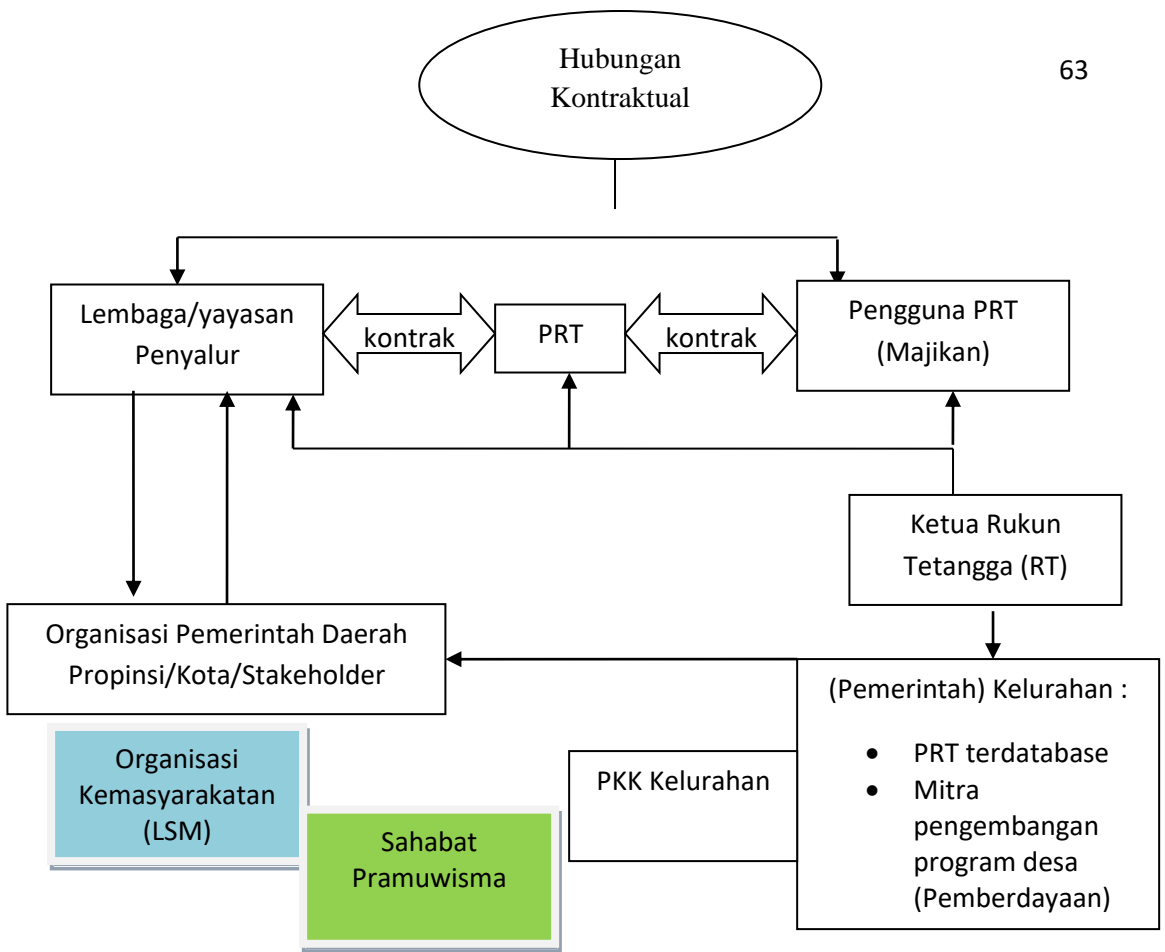 63
Hubungan
Kontraktual
Lembaga/yayasan
Penyalur
kontrak
PRT
kontrak
Pengguna PRT
(Majikan)
Ketua Rukun
Tetangga (RT)
Organisasi Pemerintah Daerah
Propinsi/Kota/Stakeholder
(Pemerintah) Kelurahan :
• PRT terdatabase
• Mitra
pengembangan
program desa
(Pemberdayaan)
PKK Kelurahan
Organisasi
Kemasyarakatan
(LSM)
Sahabat
Pramuwisma